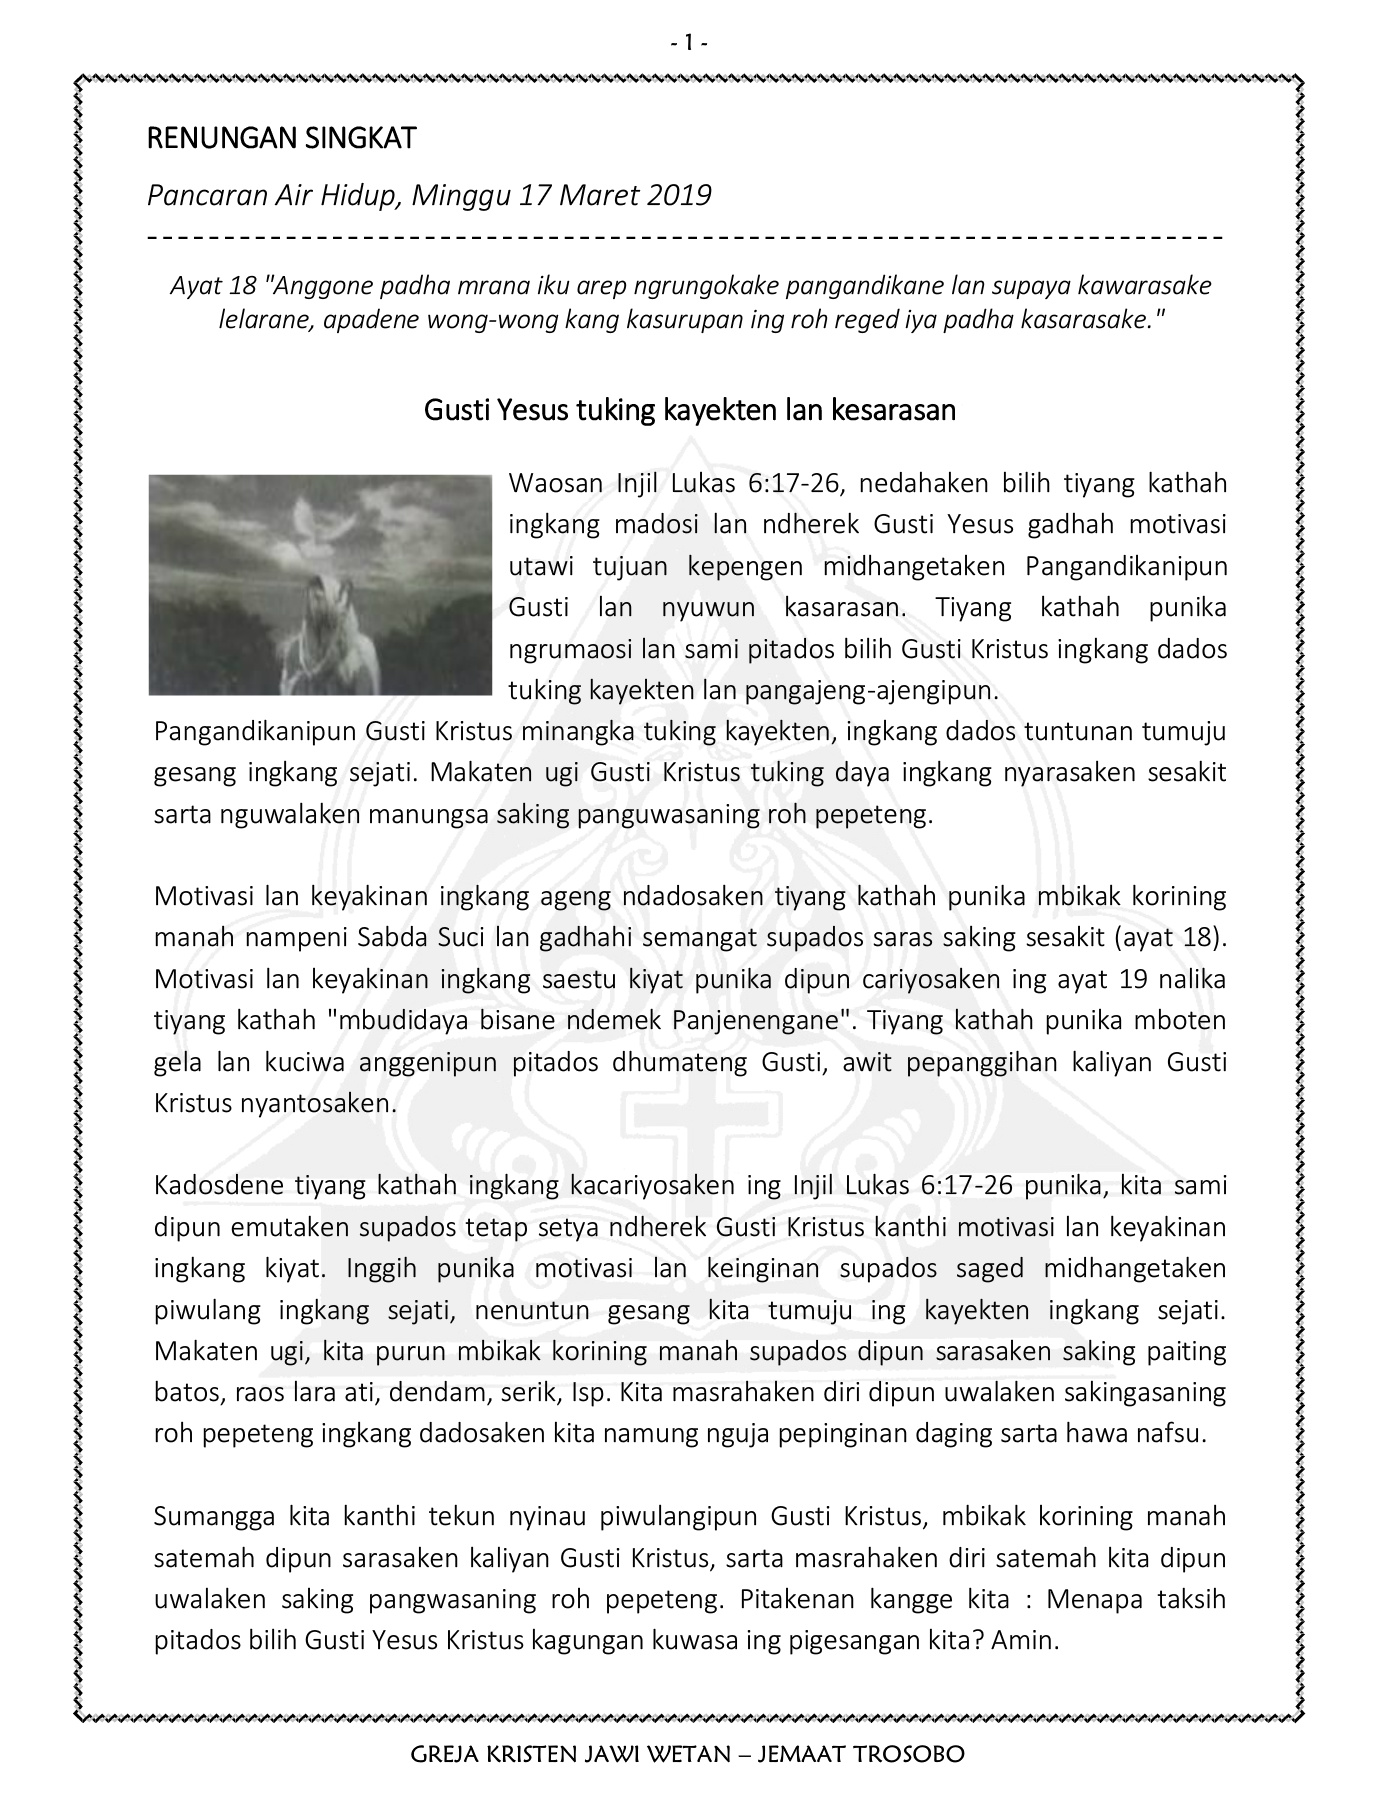 - 1 -
RENUNGAN SINGKAT
Pancaran Air Hidup, Minggu 17 Maret 2019
-----------------------------------------------------------------------
Ayat 18 "Anggone padha mrana iku arep ngrungokake pangandikane lan supaya kawarasake
lelarane, apadene wong-wong kang kasurupan ing roh reged iya padha kasarasake."
Gusti Yesus tuking kayekten lan kesarasan
Waosan Injil Lukas 6:17-26, nedahaken bilih tiyang kathah
ingkang madosi lan ndherek Gusti Yesus gadhah motivasi
utawi tujuan kepengen midhangetaken Pangandikanipun
Gusti lan nyuwun kasarasan. Tiyang kathah punika
ngrumaosi lan sami pitados bilih Gusti Kristus ingkang dados
tuking kayekten lan pangajeng-ajengipun.
Pangandikanipun Gusti Kristus minangka tuking kayekten, ingkang dados tuntunan tumuju
gesang ingkang sejati. Makaten ugi Gusti Kristus tuking daya ingkang nyarasaken sesakit
sarta nguwalaken manungsa saking panguwasaning roh pepeteng.
Motivasi lan keyakinan ingkang ageng ndadosaken tiyang kathah punika mbikak korining
manah nampeni Sabda Suci lan gadhahi semangat supados saras saking sesakit (ayat 18).
Motivasi lan keyakinan ingkang saestu kiyat punika dipun cariyosaken ing ayat 19 nalika
tiyang kathah "mbudidaya bisane ndemek Panjenengane". Tiyang kathah punika mboten
gela lan kuciwa anggenipun pitados dhumateng Gusti, awit pepanggihan kaliyan Gusti
Kristus nyantosaken.
Kadosdene tiyang kathah ingkang kacariyosaken ing Injil Lukas 6:17-26 punika, kita sami
dipun emutaken supados tetap setya ndherek Gusti Kristus kanthi motivasi lan keyakinan
ingkang kiyat. Inggih punika motivasi lan keinginan supados saged midhangetaken
piwulang ingkang sejati, nenuntun gesang kita tumuju ing kayekten ingkang sejati.
Makaten ugi, kita purun mbikak korining manah supados dipun sarasaken saking paiting
batos, raos lara ati, dendam, serik, lsp. Kita masrahaken diri dipun uwalaken sakingasaning
roh pepeteng ingkang dadosaken kita namung nguja pepinginan daging sarta hawa nafsu.
Sumangga kita kanthi tekun nyinau piwulangipun Gusti Kristus, mbikak korining manah
satemah dipun sarasaken kaliyan Gusti Kristus, sarta masrahaken diri satemah kita dipun
uwalaken saking pangwasaning roh pepeteng. Pitakenan kangge kita : Menapa taksih
pitados bilih Gusti Yesus Kristus kagungan kuwasa ing pigesangan kita? Amin.
GREJA KRISTEN JAWI WETAN – JEMAAT TROSOBO